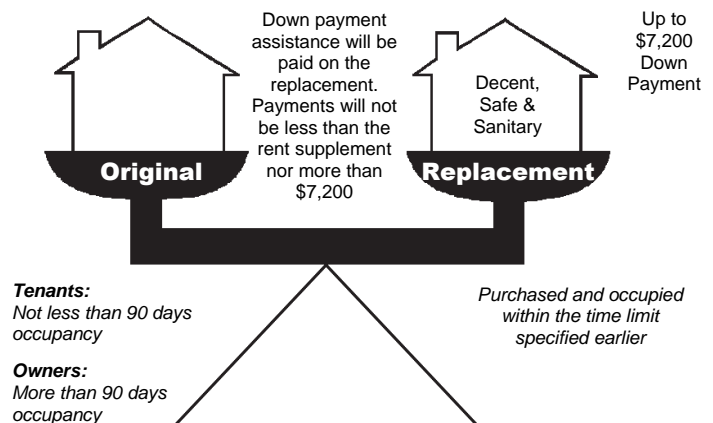 Down payment
assistance will be
paid on the
replacement.
Payments will not
be less than the
rent supplement
nor more than
$7,200
Up to
$7,200
Down
Payment
Decent,
Safe &
Sanitary
Original
Replacement
Tenants:
Not less than 90 days
occupancy
Owners:
More than 90 days
occupancy
Purchased and occupied
within the time limit
specified earlier